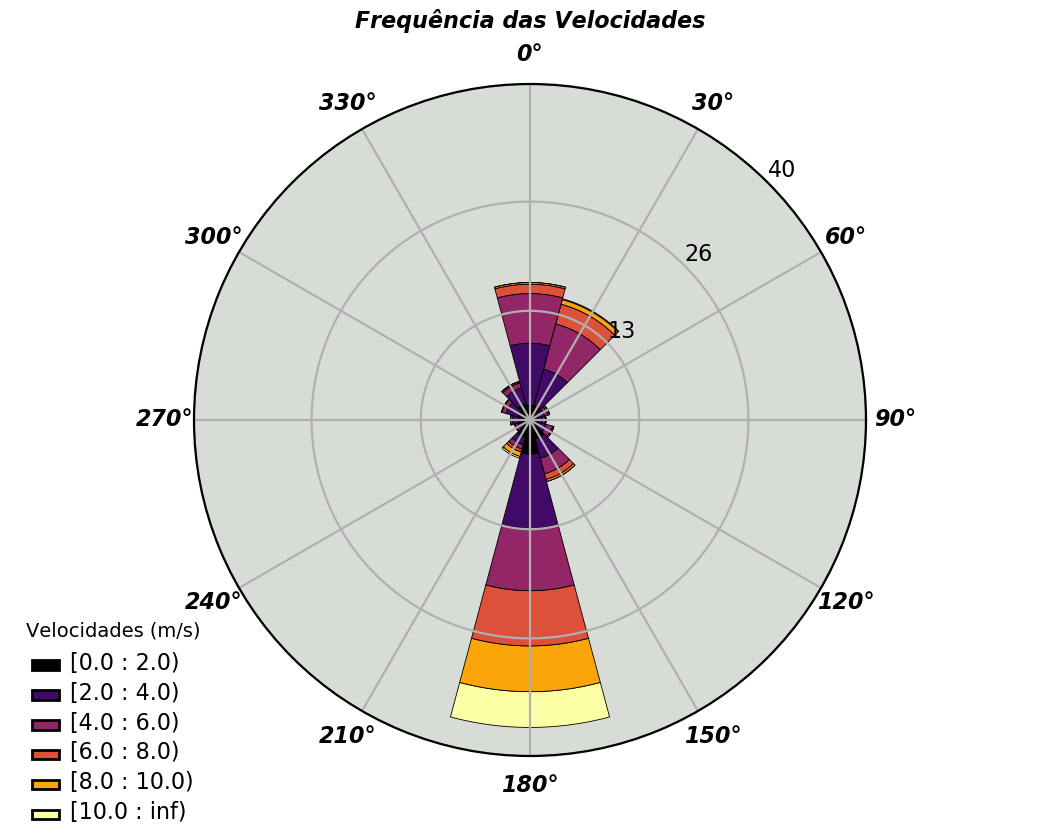 Frequência das Velocidades
0°
330°
30°
40
300°
60°
26
13
270°
90°
240°
120°
Velocidades (m/s)
[0.0 : 2.0)
[2.0 : 4.0)
[4.0 : 6.0)
[6.0 : 8.0)
[8.0 : 10.0)
[10.0 : inf)
210°
150°
180°